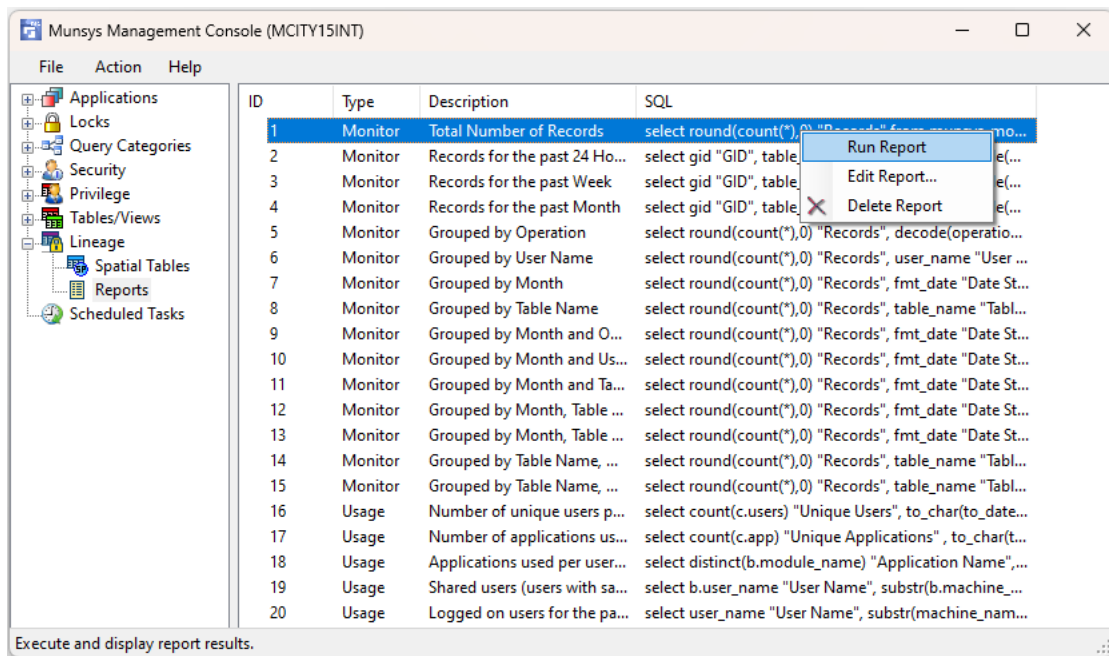 Munsys Management Console (MCITY15INT)
File Action Help
Applications
Locks
Query Categories
Security
Privilege
Tables/Views
Lineage
Spatial Tables
Reports
Scheduled Tasks
ID Type Description SQL
1 Monitor Total Number of Records select round(count(*),0) "Records" from munsys_mo...
2 Monitor Records for the past 24 Ho... select gid "GID", table_ e(...
3 Monitor Records for the past Week select gid "GID", table_ e(...
4 Monitor Records for the past Month select gid "GID", table_ e(...
Run Report
Edit Report...
Delete Report
5 Monitor Grouped by Operation select round(count(*),0) "Records", decode(operatio...
6 Monitor Grouped by User Name select round(count(*),0) "Records", user_name "User ...
7 Monitor Grouped by Month select round(count(*),0) "Records", fmt_date "Date St...
8 Monitor Grouped by Table Name select round(count(*),0) "Records", table_name "Tabl...
9 Monitor Grouped by Month and O... select round(count(*),0) "Records", fmt_date "Date St...
10 Monitor Grouped by Month and Us... select round(count(*),0) "Records", fmt_date "Date St...
11 Monitor Grouped by Month and Ta... select round(count(*),0) "Records", fmt_date "Date St...
12 Monitor Grouped by Month, Table ... select round(count(*),0) "Records", fmt_date "Date St...
13 Monitor Grouped by Month, Table ... select round(count(*),0) "Records", fmt_date "Date St...
14 Monitor Grouped by Table Name, ... select round(count(*),0) "Records", table_name "Tabl...
15 Monitor Grouped by Table Name, ... select round(count(*),0) "Records", table_name "Tabl...
16 Usage Number of unique users p... select count(c.users) "Unique Users", to_char(to_date...
17 Usage Number of applications us... select count(c.app) "Unique Applications" , to_char(t...
18 Usage Applications used per user... select distinct(b.module_name) "Application Name",...
19 Usage Shared users (users with sa... select b.user_name "User Name", substr(b.machine_...
20 Usage Logged on users for the pa... select user_name "User Name", substr(machine_nam...
Execute and display report results.